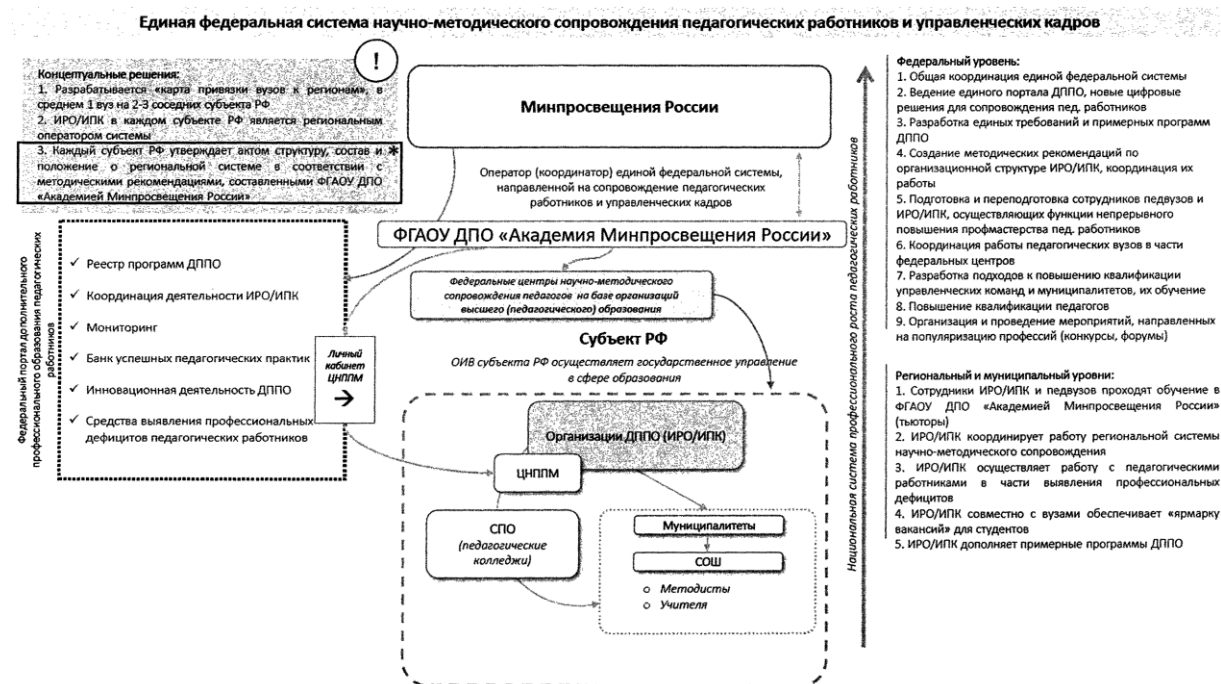 Единая федеральная система научно-методического сопровождения педагогических работников и управленческих кадров
!
Концептуальные решения:
1. Разрабатывается «карта привязки вузов к регионам», в
среднем 1 вуз на 2-3 соседних субъекта РФ
2. ИРО/ИПК в каждом субъекте РФ является региональным
оператором системы
3. Каждый субъект РФ утверждает актом структуру, состав и *
положение о региональной системе в соответствии с
методическими рекомендациями, составленными ФГАОУ ДПО
«Академией Минпросвещения России»
Минпросвещения России
Оператор (координатор) единой федеральной системы,
направленной на сопровождение педагогических
работников и управленческих кадров
ФГАОУ ДПО «Академия Минпросвещения России»
Федеральные центры научно-методического
сопровождения педагогов на базе организаций
высшего (педагогического) образования
Федеральный портал дополнительного
профессионального образования педагогических
работников
✓ Реестр программ ДППО
✓ Координация деятельности ИРО/ИПК
✓ Мониторинг
✓ Банк успешных педагогических практик
✓ Инновационная деятельность ДППО
✓ Средства выявления профессиональных
дефицитов педагогических работников
Личный
кабинет
ЦНППМ
→
Субъект РФ
ОИВ субъекта РФ осуществляет государственное управление
в сфере образования
Организации ДППО (ИРО/ИПК)
ЦНППМ
СПО
(педагогические
колледжи)
Муниципалитеты
СОШ
o Методисты
o Учителя
Национальная система профессионального роста педагогических работников
Федеральный уровень:
1. Общая координация единой федеральной системы
2. Ведение единого портала ДППО, новые цифровые
решения для сопровождения пед. работников
3. Разработка единых требований и примерных программ
ДППО
4. Создание методических рекомендаций по
организационной структуре ИРО/ИПК, координация их
работы
5. Подготовка и переподготовка сотрудников педвузов и
ИРО/ИПК, осуществляющих функции непрерывного
повышения профмастерства пед. работников
6. Координация работы педагогических вузов в части
федеральных центров
7. Разработка подходов к повышению квалификации
управленческих команд и муниципалитетов, их обучение
8. Повышение квалификации педагогов
9. Организация и проведение мероприятий, направленных
на популяризацию профессий (конкурсы, форумы)
Региональный и муниципальный уровни:
1. Сотрудники ИРО/ИПК и педвузов проходят обучение в
ФГАОУ ДПО «Академией Минпросвещения России»
(тьюторы)
2. ИРО/ИПК координирует работу региональной системы
научно-методического сопровождения
3. ИРО/ИПК осуществляет работу с педагогическими
работниками в части выявления профессиональных
дефицитов
4. ИРО/ИПК совместно с вузами обеспечивает «ярмарку
вакансий» для студентов
5. ИРО/ИПК дополняет примерные программы ДППО